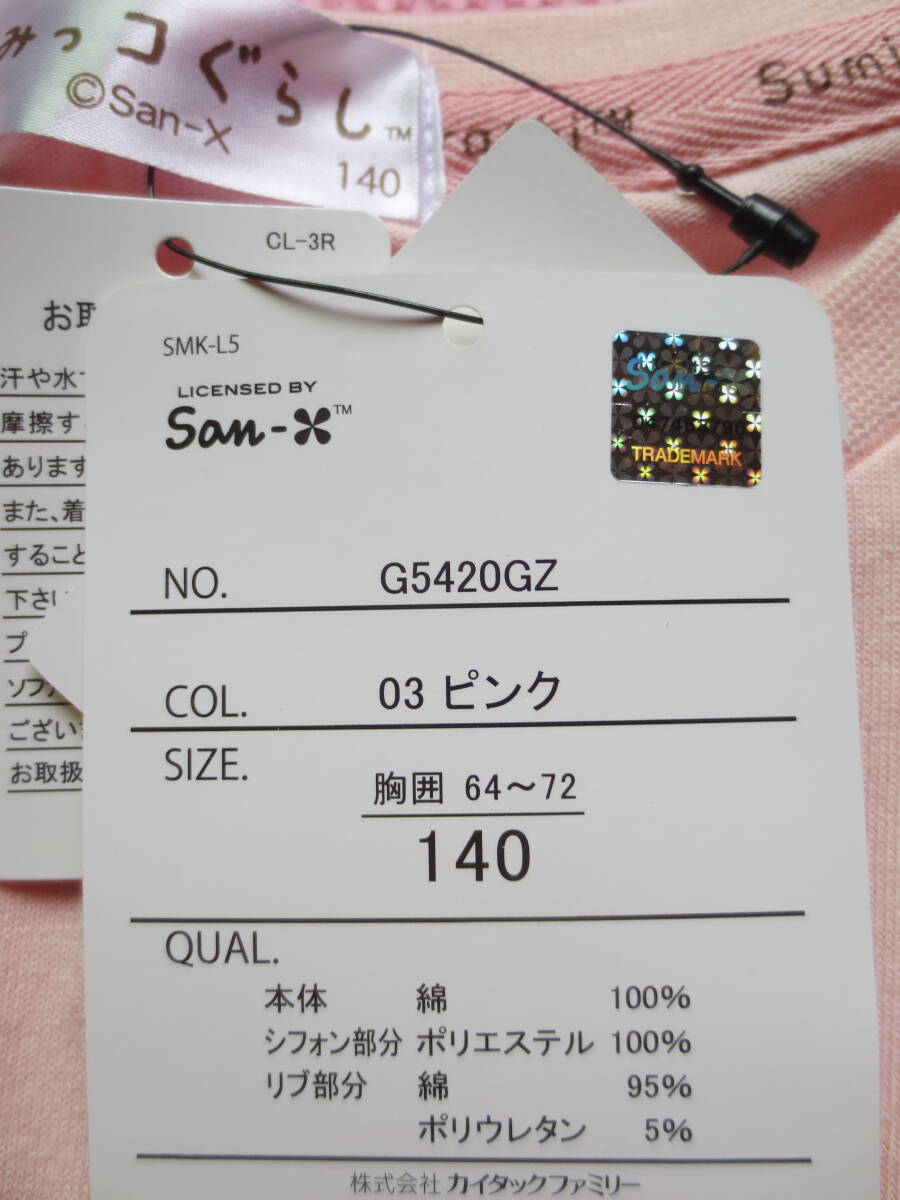 みっコぐらし™
©San-X
140
Sumi
CL-3R
お取
汗や水
摩擦す
あります
また、着
すること
下さい
プ
ソファ
ござい
お取扱
SMK-L5
LICENSED BY
San-X™
San-X
TRADEMARK
NO. G5420GZ
COL. 03 ピンク
SIZE.
胸囲 64～72
140
QUAL.
本体 綿 100%
シフォン部分 ポリエステル 100%
リブ部分 綿 95%
ポリウレタン 5%
株式会社 カイタックファミリー